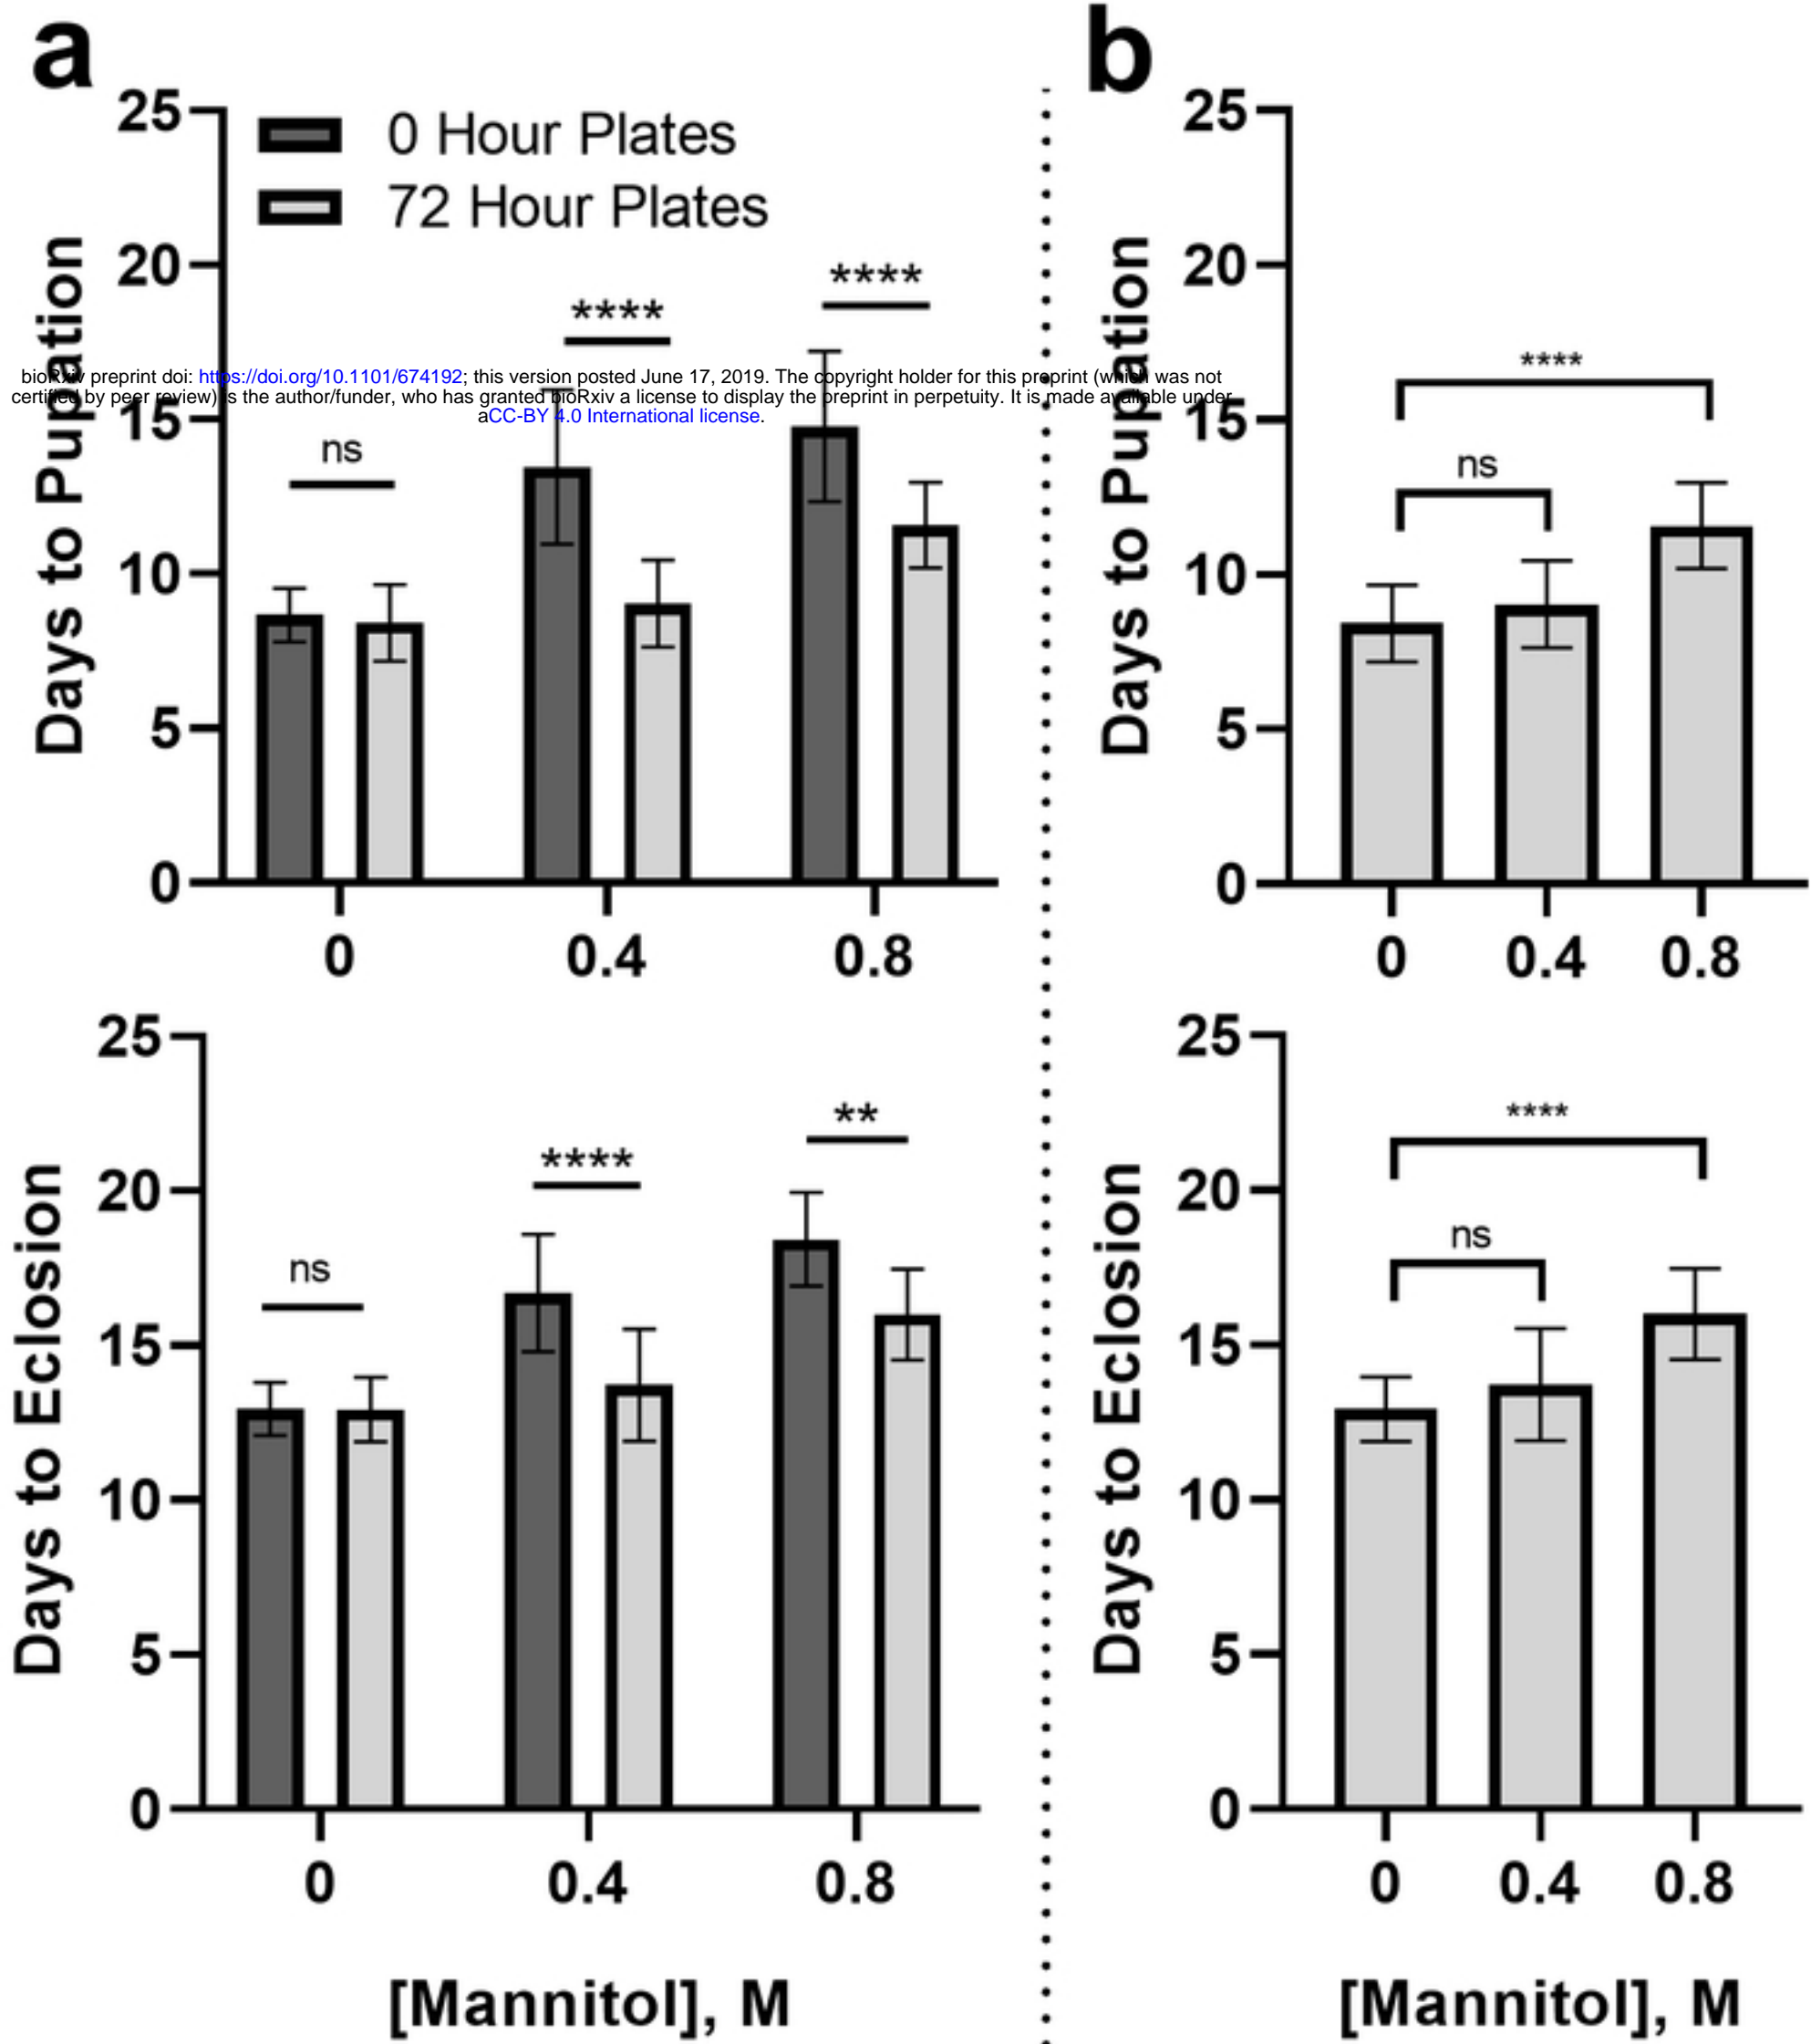 a
b
25
0 Hour Plates
72 Hour Plates
20
15
10
5
0
Days to Pupation
****
****
ns
0
0.4
0.8
25
20
15
10
5
0
Days to Pupation
****
ns
0
0.4
0.8
bioRxiv preprint doi: https://doi.org/10.1101/674192; this version posted June 17, 2019. The copyright holder for this preprint (which was not
certified by peer review) is the author/funder, who has granted bioRxiv a license to display the preprint in perpetuity. It is made available under
aCC-BY 4.0 International license.
25
20
15
10
5
0
Days to Eclosion
ns
****
**
0
0.4
0.8
[Mannitol], M
25
20
15
10
5
0
Days to Eclosion
****
ns
0
0.4
0.8
[Mannitol], M